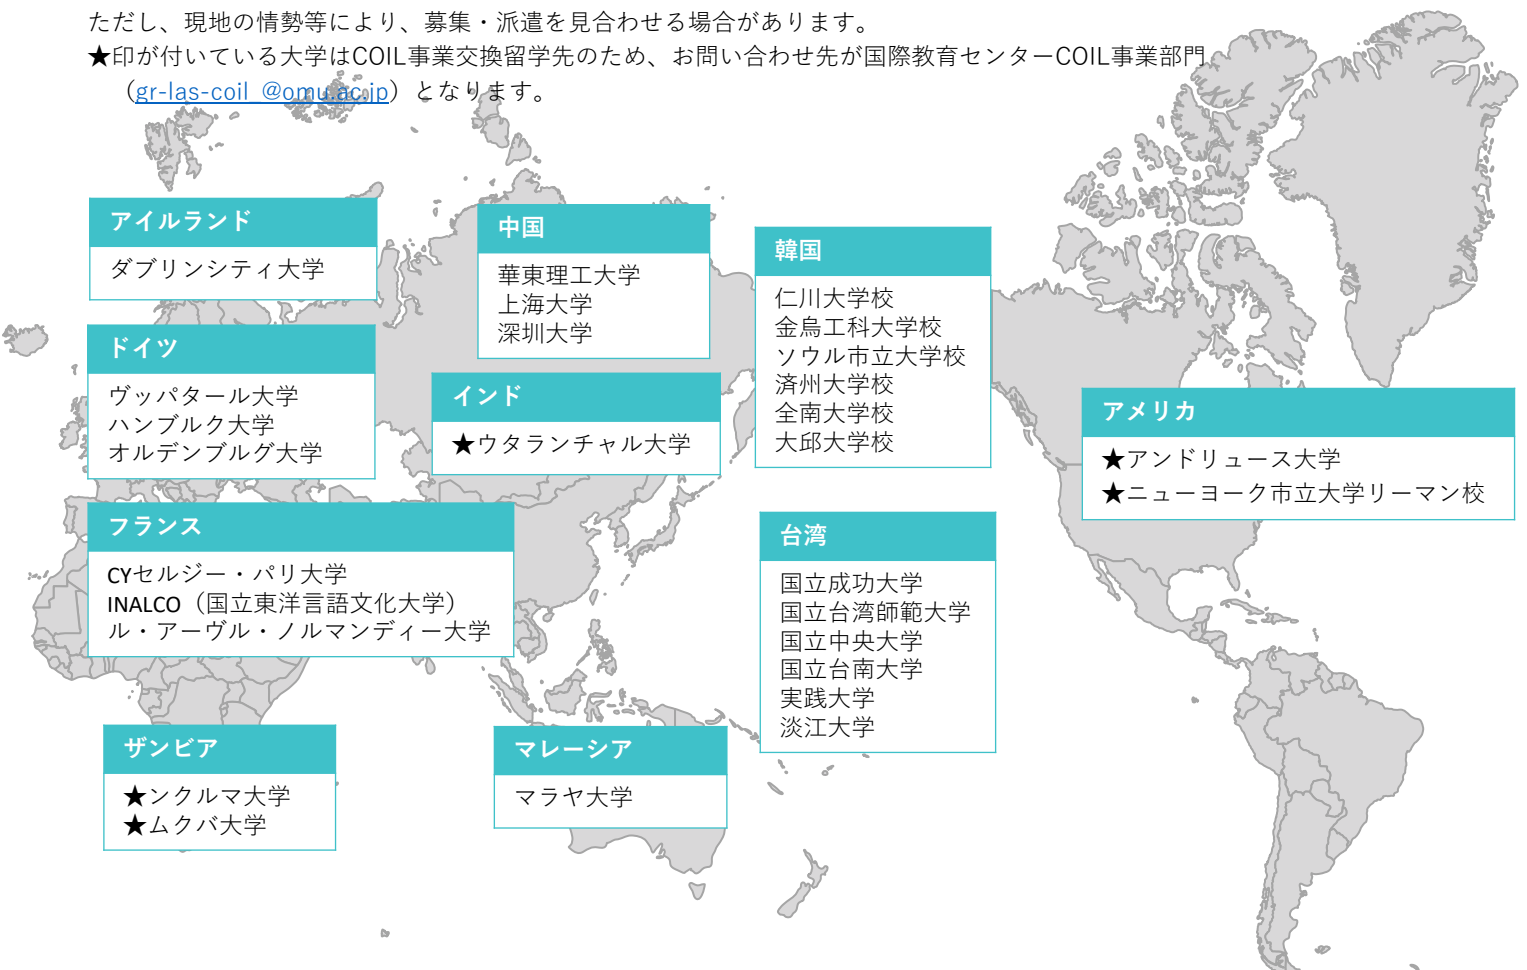 ただし、現地の情勢等により、募集・派遣を見合わせる場合があります。
★印が付いている大学はCOIL事業交換留学先のため、お問い合わせ先が国際教育センターCOIL事業部門
（gr-las-coil_@omu.ac.jp）となります。
アイルランド
ダブリンシティ大学
中国
華東理工大学
上海大学
深圳大学
韓国
仁川大学校
金烏工科大学校
ソウル市立大学校
済州大学校
全南大学校
大邱大学校
ドイツ
ヴッパタール大学
ハンブルク大学
オルデンブルグ大学
インド
★ウタランチャル大学
アメリカ
★アンドリュース大学
★ニューヨーク市立大学リーマン校
フランス
CYセルジー・パリ大学
INALCO（国立東洋言語文化大学）
ル・アーヴル・ノルマンディー大学
台湾
国立成功大学
国立台湾師範大学
国立中央大学
国立台南大学
実践大学
淡江大学
ザンビア
★ンクルマ大学
★ムクバ大学
マレーシア
マラヤ大学